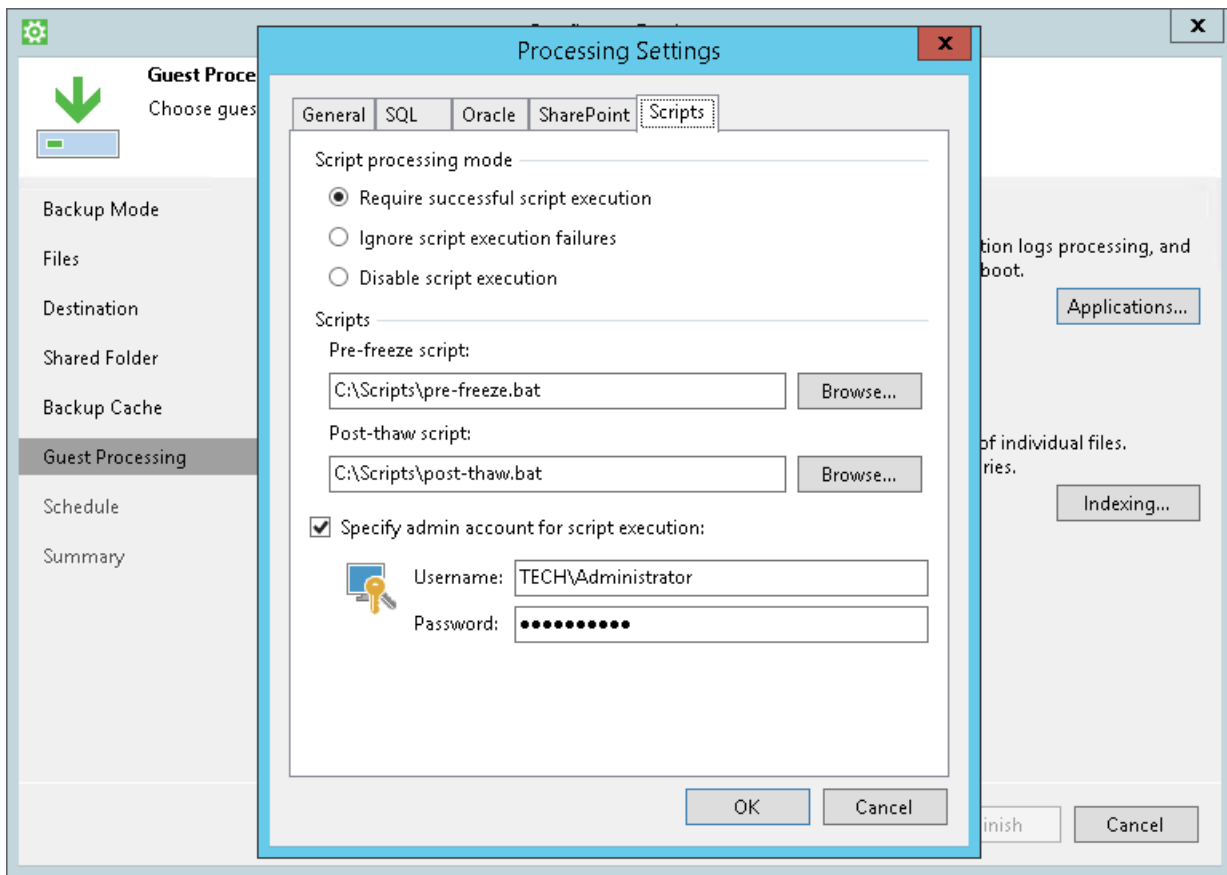 Processing Settings
x
X
Guest Proce
Choose gues
General
SQL
Oracle
SharePoint
Scripts
Script processing mode
Require successful script execution
Ignore script execution failures
Disable script execution
Scripts
Pre-freeze script:
C:\Scripts\pre-freeze.bat
Browse...
Post-thaw script:
C:\Scripts\post-thaw.bat
Browse...
Specify admin account for script execution:
Username:
TECH\Administrator
Password:
••••••••••
OK
Cancel
Backup Mode
Files
Destination
Shared Folder
Backup Cache
Guest Processing
Schedule
Summary
tion logs processing, and
boot.
Applications...
of individual files.
ries.
Indexing...
inish
Cancel